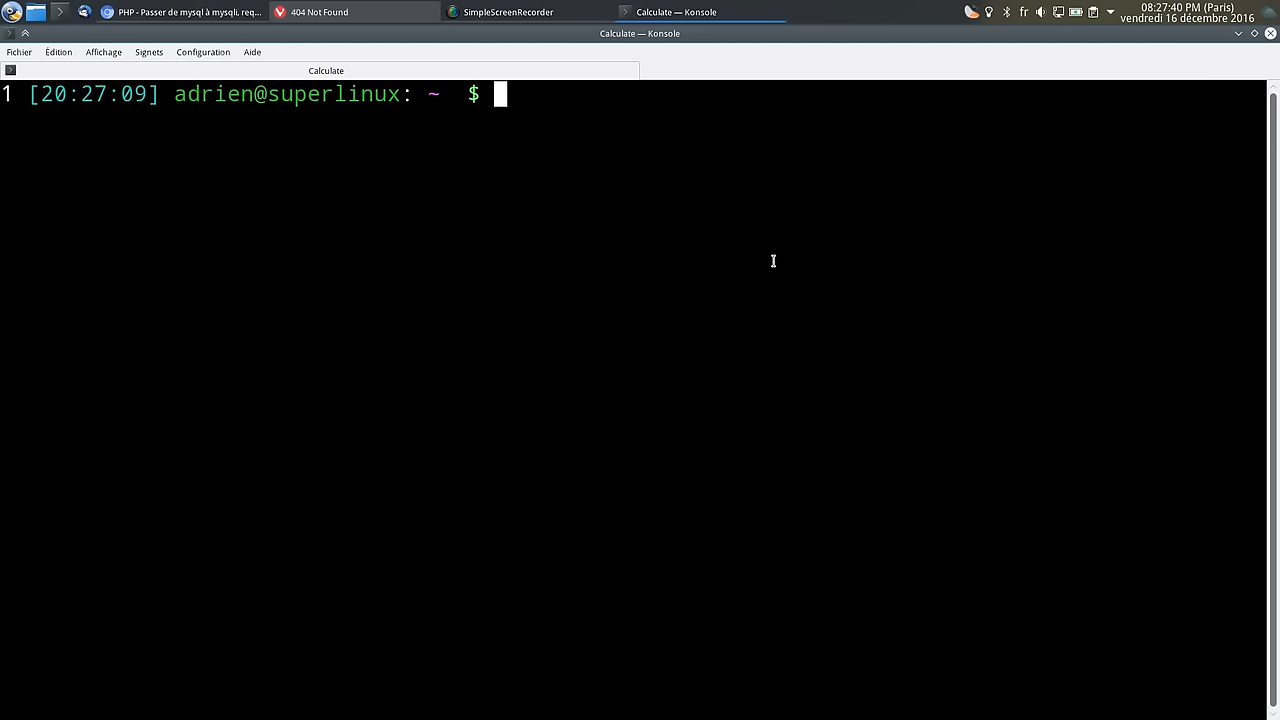 PHP - Passer de mysql à mysqli, req... 404 Not Found SimpleScreenRecorder Calculate — Konsole fr 08:27:40 PM (Paris)
vendredi 16 décembre 2016
Calculate — Konsole
Fichier Édition Affichage Signets Configuration Aide
Calculate
1 [20:27:09] adrien@superlinux: ~ $